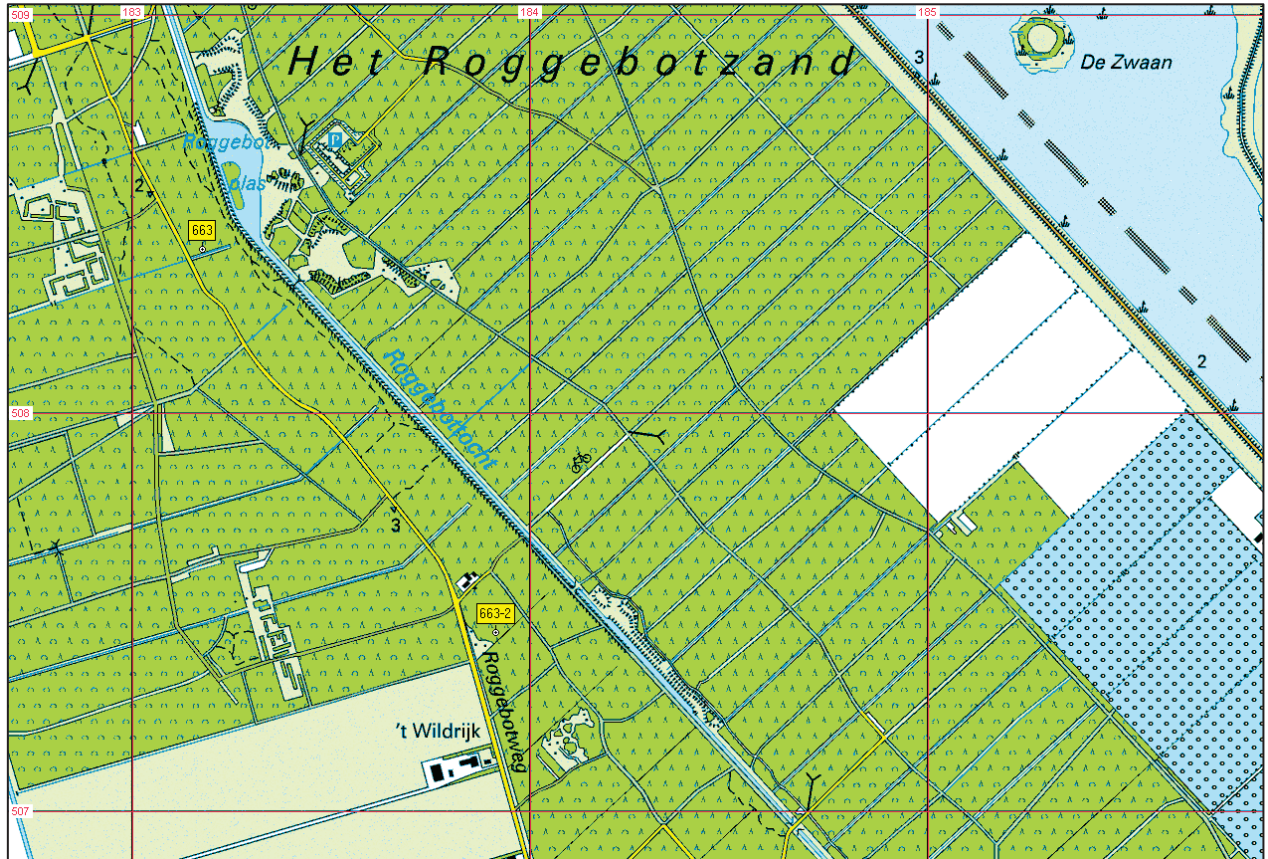 509
183
184
185
Het Roggebotzand
3
De Zwaan
P
Roggebot
plas
2
663
Roggebottocht
2
508
3
663-2
Roggebotweg
't Wildrijk
507